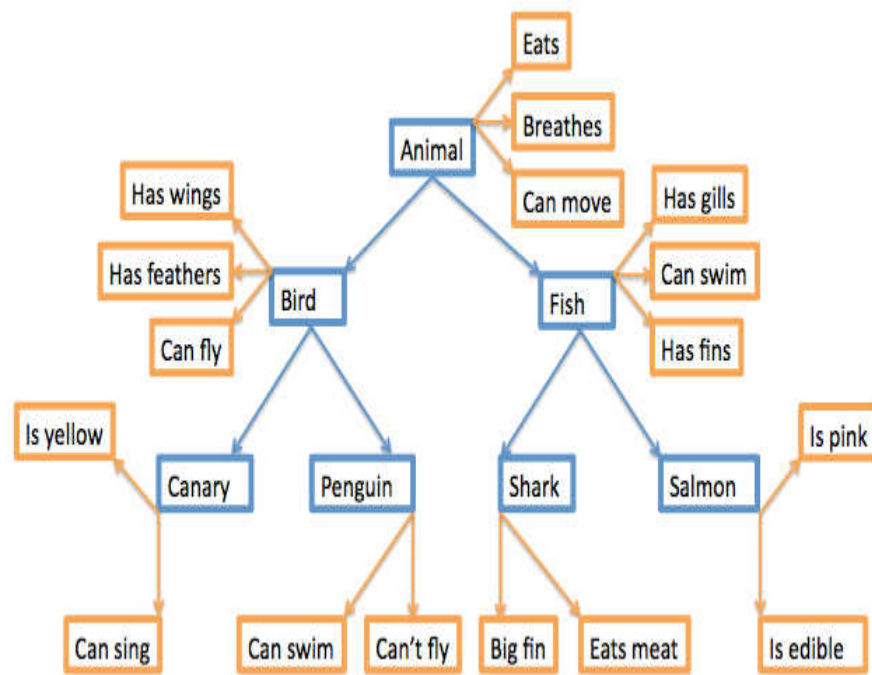 Eats
Breathes
Animal
Can move
Has wings
Has gills
Has feathers
Can swim
Bird
Fish
Can fly
Has fins
Is yellow
Is pink
Canary
Penguin
Shark
Salmon
Can sing
Can swim
Can't fly
Big fin
Eats meat
Is edible